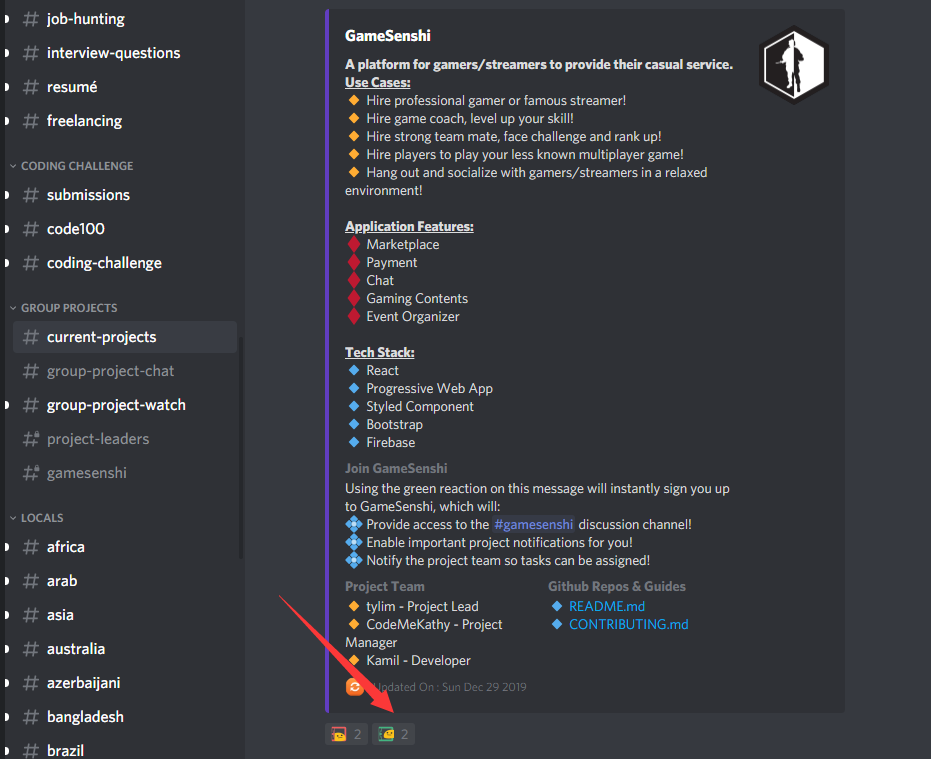 job-hunting
interview-questions
resumé
freelancing
CODING CHALLENGE
submissions
code100
coding-challenge
GROUP PROJECTS
current-projects
group-project-chat
group-project-watch
project-leaders
gamesenshi
LOCALS
africa
arab
asia
australia
azerbaijani
bangladesh
brazil
GameSenshi
A platform for gamers/streamers to provide their casual service.
Use Cases:
Hire professional gamer or famous streamer!
Hire game coach, level up your skill!
Hire strong team mate, face challenge and rank up!
Hire players to play your less known multiplayer game!
Hang out and socialize with gamers/streamers in a relaxed
environment!
Application Features:
Marketplace
Payment
Chat
Gaming Contents
Event Organizer
Tech Stack:
React
Progressive Web App
Styled Component
Bootstrap
Firebase
Join GameSenshi
Using the green reaction on this message will instantly sign you up
to GameSenshi, which will:
Provide access to the #gamesenshi discussion channel!
Enable important project notifications for you!
Notify the project team so tasks can be assigned!
Project Team
tylim - Project Lead
CodeMeKathy - Project
Manager
Kamil - Developer
Github Repos & Guides
README.md
CONTRIBUTING.md
Updated On : Sun Dec 29 2019
2
2